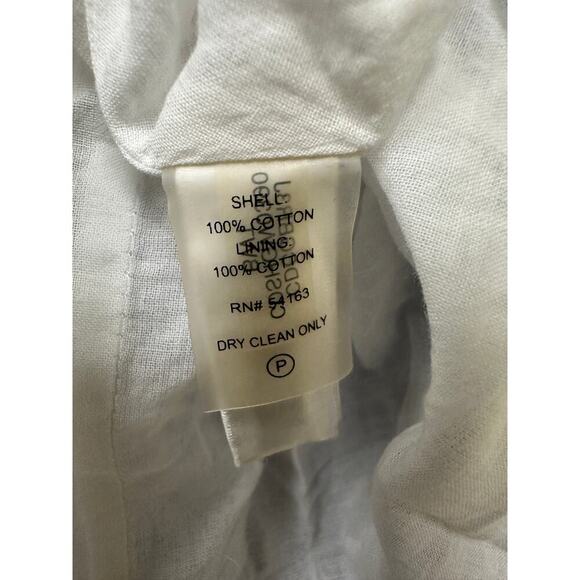 SHELL:
100% COTTON
LINING:
100% COTTON
RN# 54163
DRY CLEAN ONLY
P